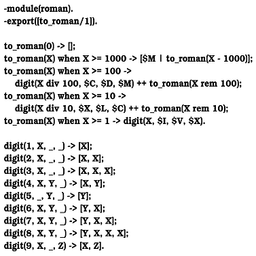 -module(roman).
-export([to_roman/1]).
to_roman(0) -> [];
to_roman(X) when X >= 1000 -> [$M | to_roman(X - 1000)];
to_roman(X) when X >= 100 ->
digit(X div 100, $C, $D, $M) ++ to_roman(X rem 100);
to_roman(X) when X >= 10 ->
digit(X div 10, $X, $L, $C) ++ to_roman(X rem 10);
to_roman(X) when X >= 1 -> digit(X, $I, $V, $X).
digit(1, X, _, _) -> [X];
digit(2, X, _, _) -> [X, X];
digit(3, X, _, _) -> [X, X, X];
digit(4, X, Y, _) -> [X, Y];
digit(5, _, Y, _) -> [Y];
digit(6, X, Y, _) -> [Y, X];
digit(7, X, Y, _) -> [Y, X, X];
digit(8, X, Y, _) -> [Y, X, X, X];
digit(9, X, _, Z) -> [X, Z].